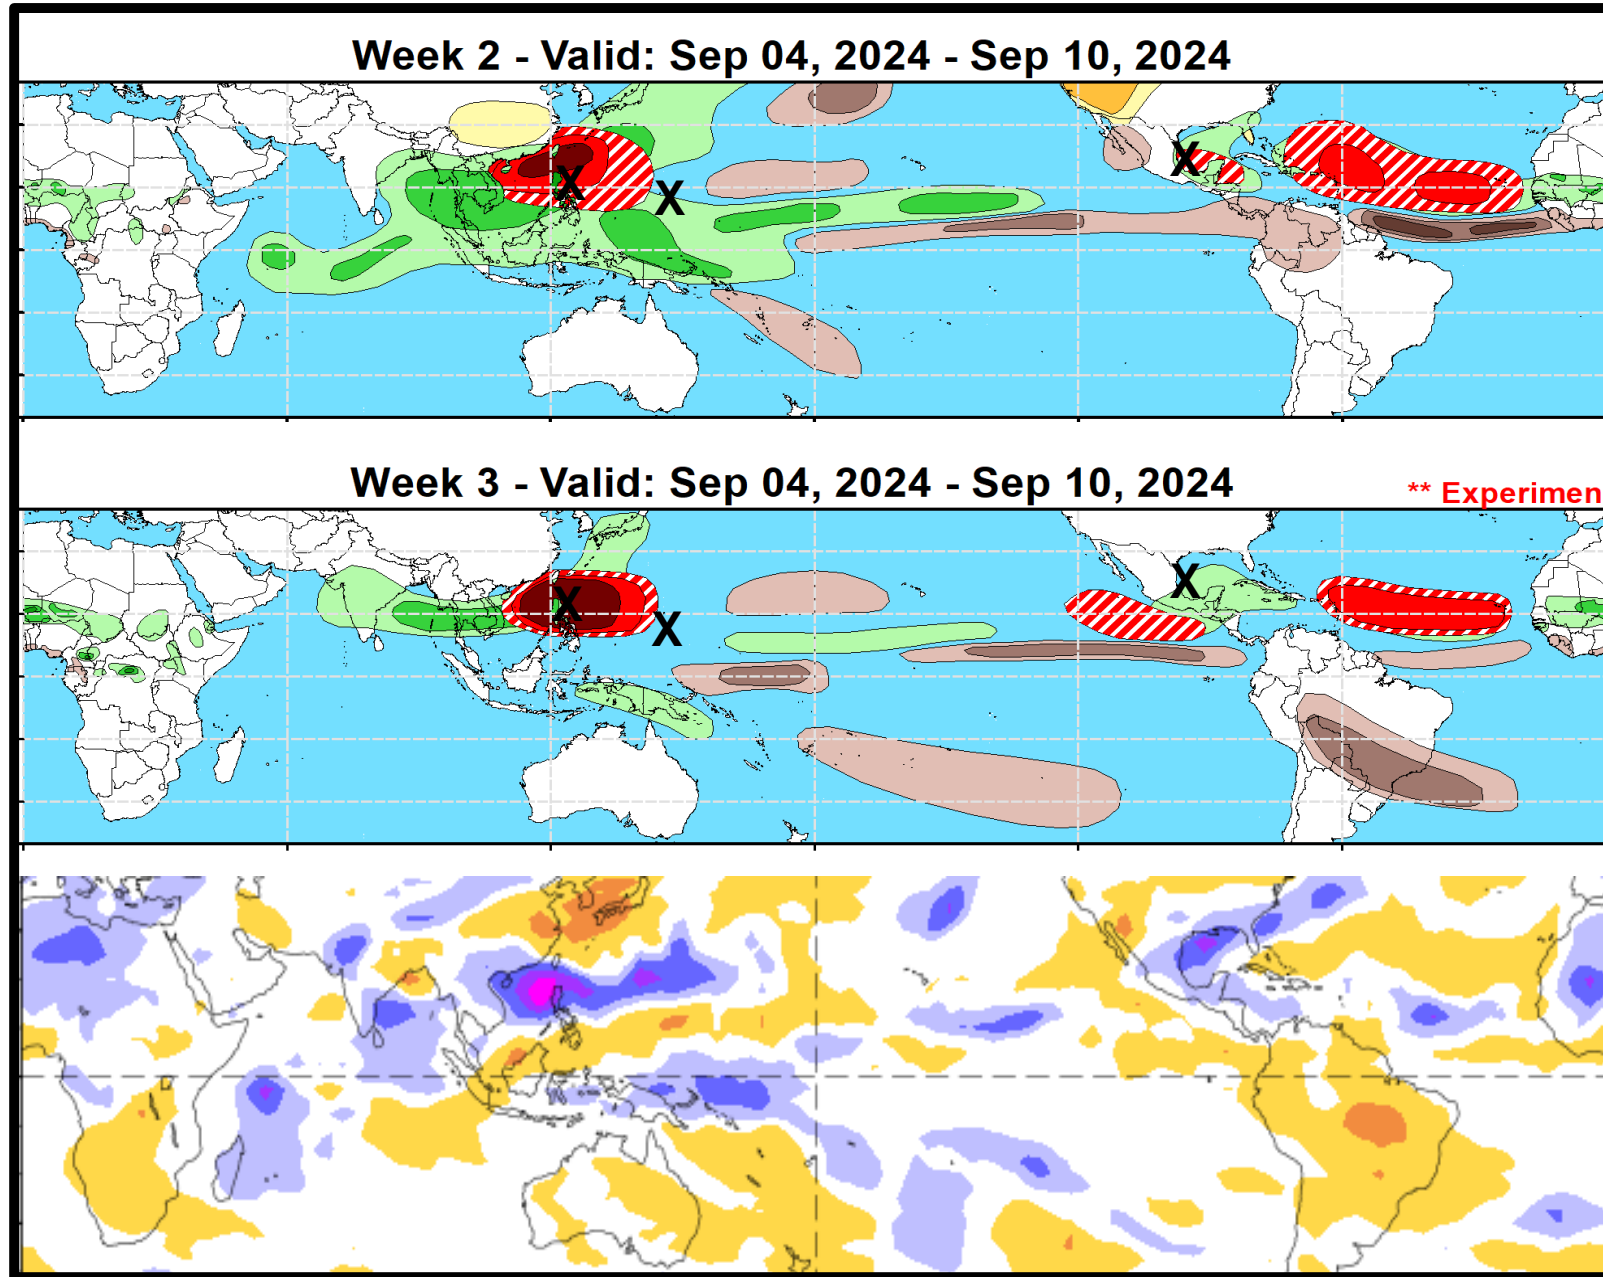 Week 2 - Valid: Sep 04, 2024 - Sep 10, 2024
X
X
X
Week 3 - Valid: Sep 04, 2024 - Sep 10, 2024
** Experimen
X
X
X